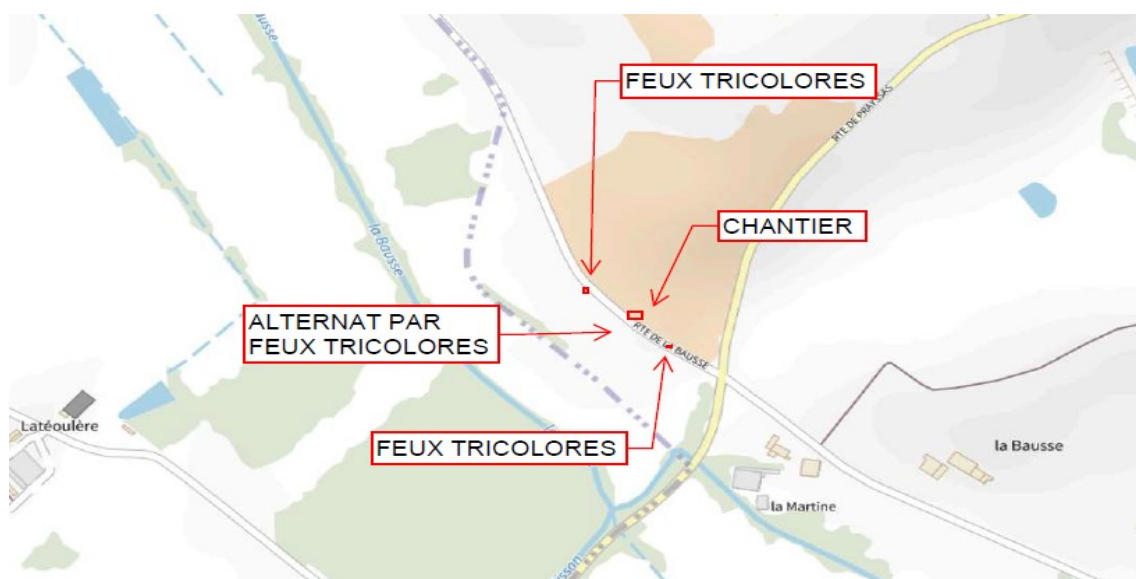 Bausse
FEUX TRICOLORES
RTE DE PRAYSSAS
la Bausse
CHANTIER
ALTERNAT PAR
FEUX TRICOLORES
RTE DE LA BAUSSE
Latéoulère
FEUX TRICOLORES
la Bausse
la Martine